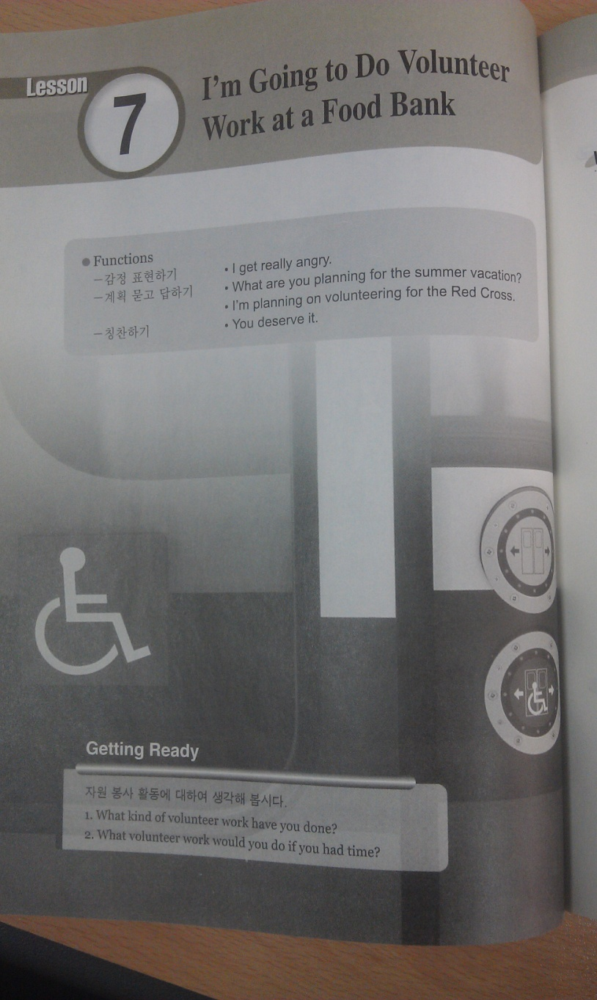 Lesson
7
I'm Going to Do Volunteer
Work at a Food Bank
● Functions
–감정 표현하기
–계획 묻고 답하기
–칭찬하기
• I get really angry.
• What are you planning for the summer vacation?
• I'm planning on volunteering for the Red Cross.
• You deserve it.
Getting Ready
자원 봉사 활동에 대하여 생각해 봅시다.
1. What kind of volunteer work have you done?
2. What volunteer work would you do if you had time?